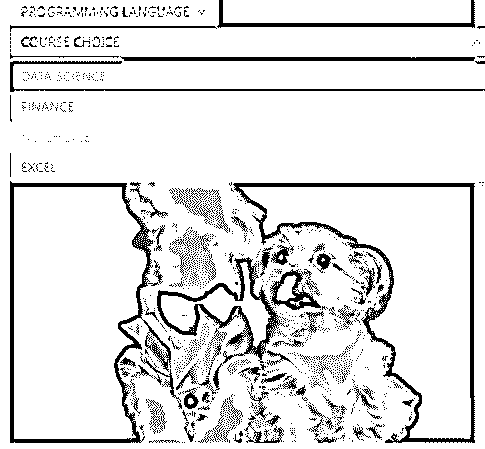 PROGRAMMING LANGUAGE
COURSE CHOICE
DATA SCIENCE
FINANCE
EXCEL